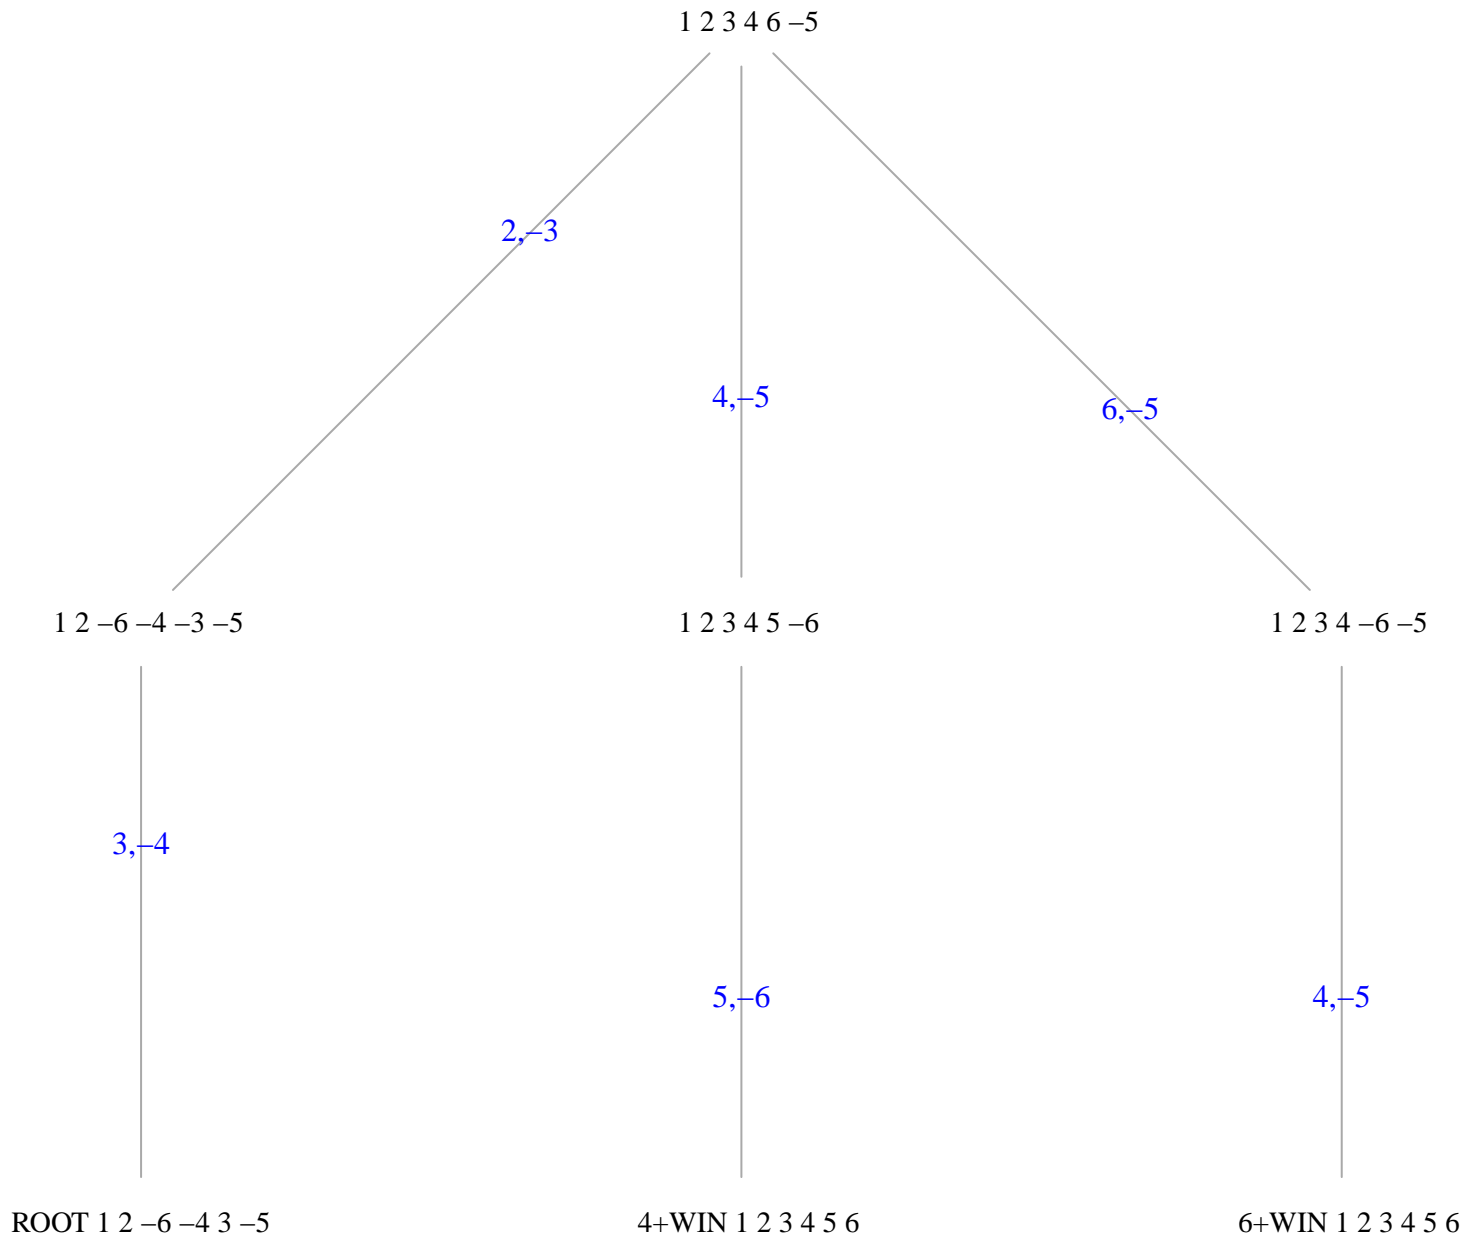 1 2 3 4 6 –5
2,–3
4,–5
6,–5
1 2 –6 –4 –3 –5
1 2 3 4 5 –6
1 2 3 4 –6 –5
3,–4
5,–6
4,–5
ROOT 1 2 –6 –4 3 –5
4+WIN 1 2 3 4 5 6
6+WIN 1 2 3 4 5 6